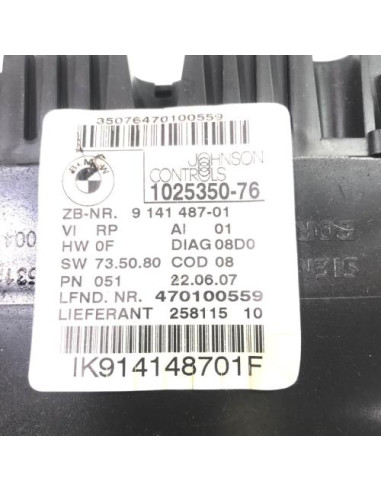 35076470100559
BMW
JOHNSON
CONTROLS
1025350-76
ZB-NR. 9 141 487-01
VI RP AI 01
HW 0F DIAG 08D0
SW 73.50.80 COD 08
PN 051 22.06.07
LFND. NR. 470100559
LIEFERANT 258115 10
IK914148701F